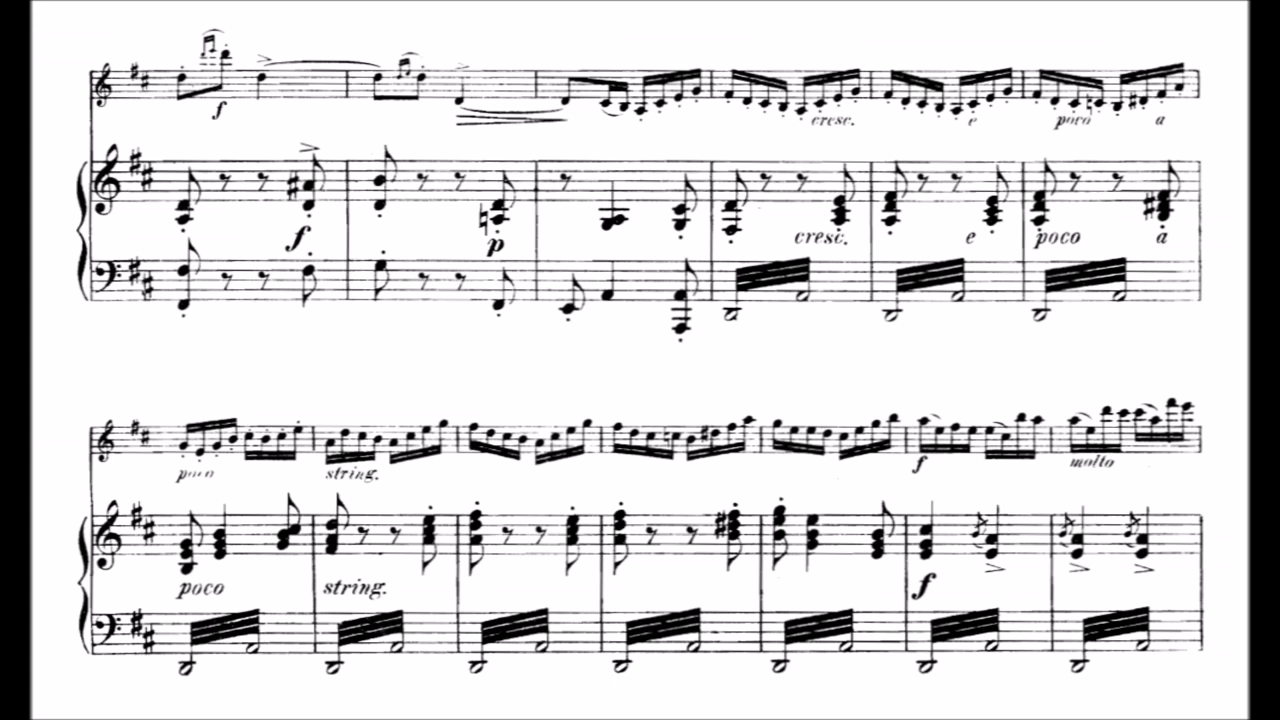 f
cresc. e poco a
f p cresc. e poco a
poco string. f molto
poco string. f